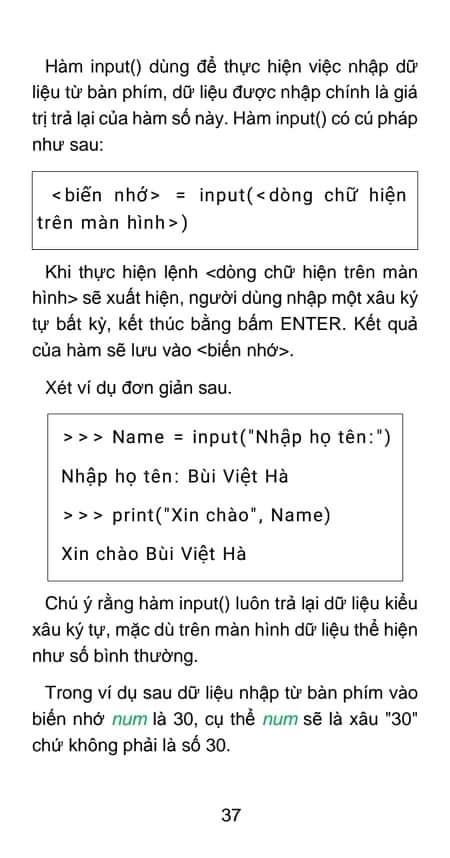 Hàm input() dùng để thực hiện việc nhập dữ
liệu từ bàn phím, dữ liệu được nhập chính là giá
trị trả lại của hàm số này. Hàm input() có cú pháp
như sau:
<biến nhớ> = input(<dòng chữ hiện
trên màn hình>)
Khi thực hiện lệnh <dòng chữ hiện trên màn
hình> sẽ xuất hiện, người dùng nhập một xâu ký
tự bất kỳ, kết thúc bằng bấm ENTER. Kết quả
của hàm sẽ lưu vào <biến nhớ>.
Xét ví dụ đơn giản sau.
>>> Name = input("Nhập họ tên:")
Nhập họ tên: Bùi Việt Hà
>>> print("Xin chào", Name)
Xin chào Bùi Việt Hà
Chú ý rằng hàm input() luôn trả lại dữ liệu kiểu
xâu ký tự, mặc dù trên màn hình dữ liệu thể hiện
như số bình thường.
Trong ví dụ sau dữ liệu nhập từ bàn phím vào
biến nhớ num là 30, cụ thể num sẽ là xâu "30"
chứ không phải là số 30.
37